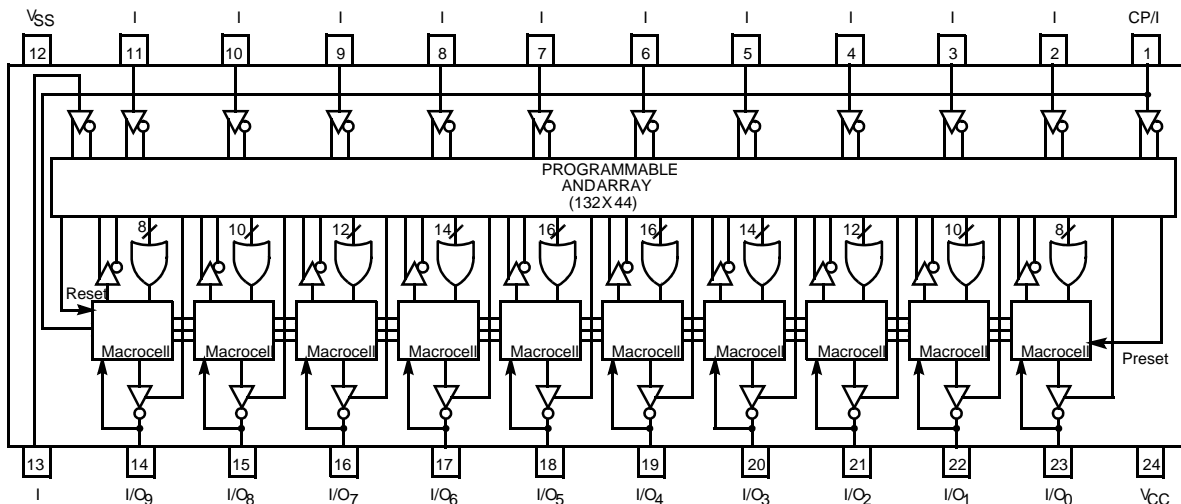 VSS I I I I I I I I I I CP/I
12 11 10 9 8 7 6 5 4 3 2 1
PROGRAMMABLE
ANDARRAY
(132X44)
8 10 12 14 16 16 14 12 10 8
Reset
Macrocell Macrocell Macrocell Macrocell Macrocell Macrocell Macrocell Macrocell Macrocell Macrocell
Preset
13 14 15 16 17 18 19 20 21 22 23 24
I I/O9 I/O8 I/O7 I/O6 I/O5 I/O4 I/O3 I/O2 I/O1 I/O0 VCC